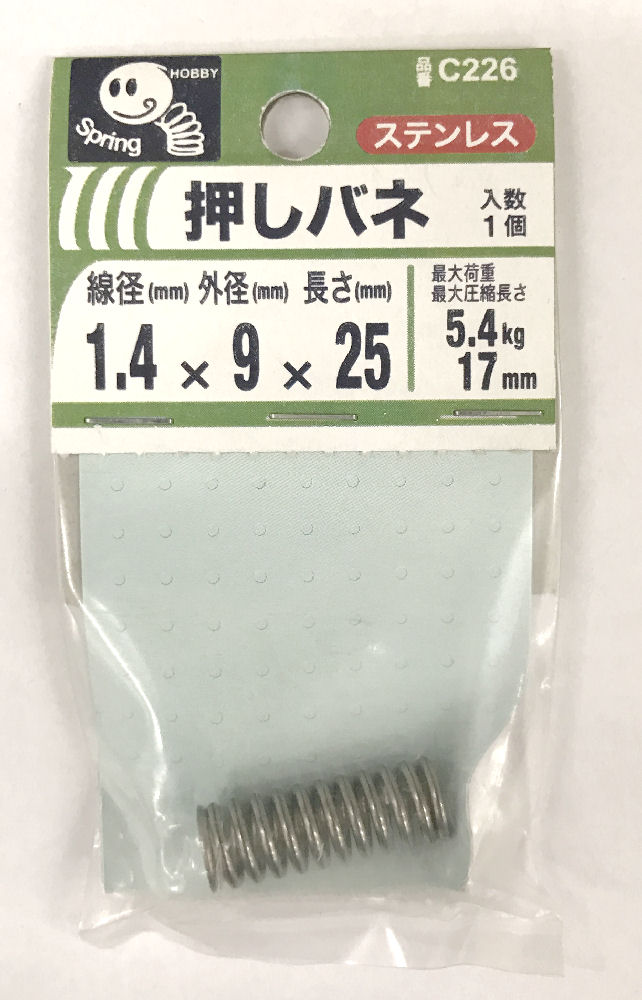 HOBBY
Spring
品番 C226
ステンレス
押しバネ
入数
1個
線径(mm) 外径(mm) 長さ(mm)
1.4 × 9 × 25
最大荷重
最大圧縮長さ
5.4kg
17mm